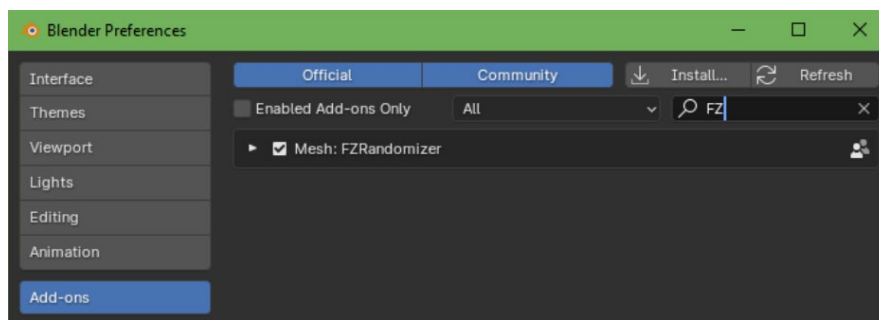 Blender Preferences
Interface
Themes
Viewport
Lights
Editing
Animation
Add-ons
Official Community Install... Refresh
Enabled Add-ons Only All FZ
Mesh: FZRandomizer